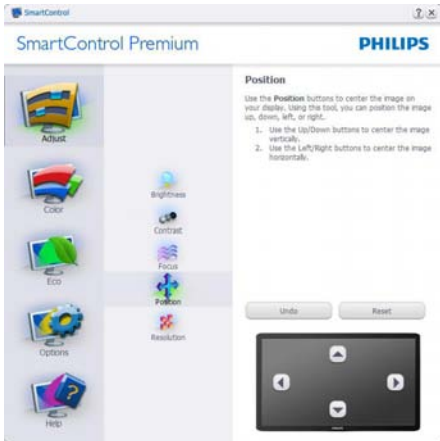 SmartControl
SmartControl Premium
PHILIPS
Adjust
Color
Eco
Options
Help
Brightness
Contrast
Focus
Position
Resolution
Position
Use the Position buttons to center the image on
your display. Using the tool, you can position the image
up, down, left, or right.
1. Use the Up/Down buttons to center the image
vertically.
2. Use the Left/Right buttons to center the image
horizontally.
Undo
Reset